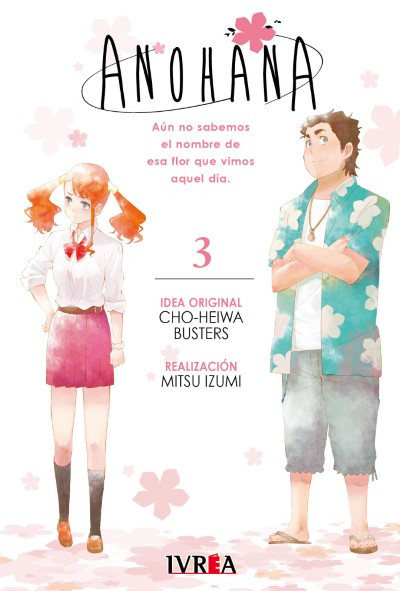 ANOHANA
Aún no sabemos
el nombre de
esa flor que vimos
aquel día.
3
IDEA ORIGINAL
CHO-HEIWA
BUSTERS
REALIZACIÓN
MITSU IZUMI
IVRÉA